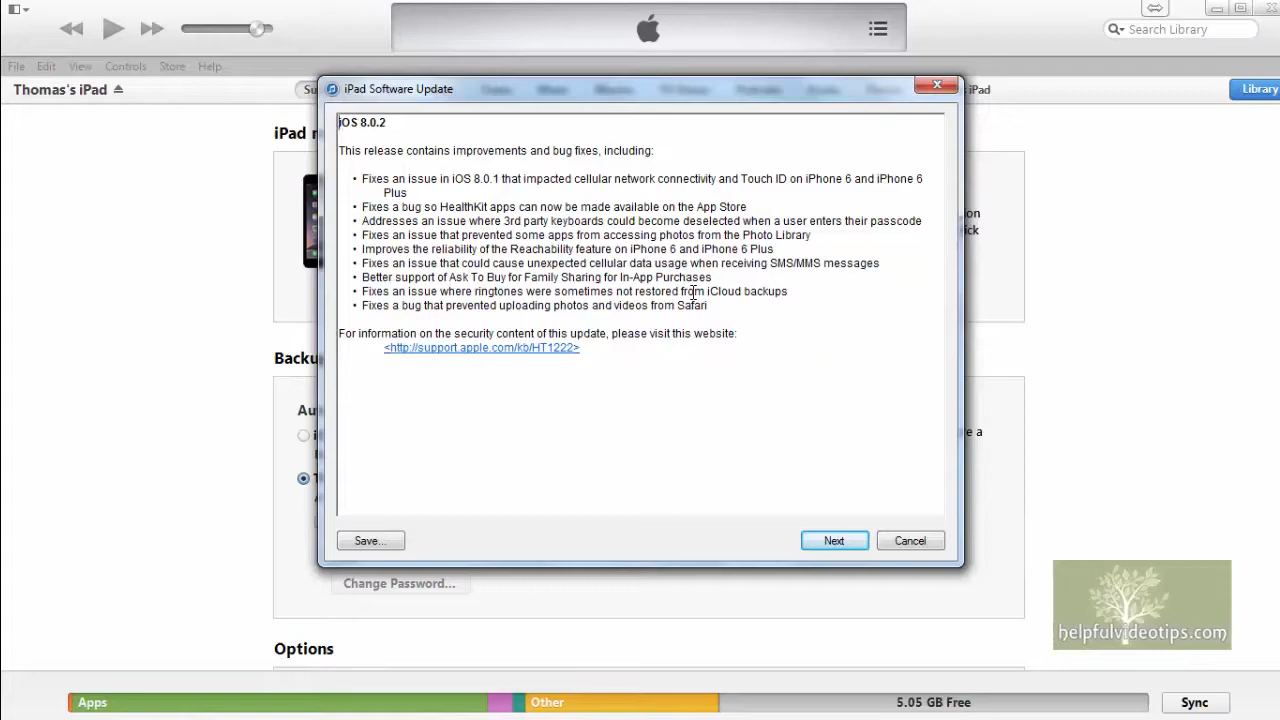 Search Library
File Edit View Controls Store Help
Thomas's iPad
iPad Software Update
iPad
Library
iOS 8.0.2
This release contains improvements and bug fixes, including:
• Fixes an issue in iOS 8.0.1 that impacted cellular network connectivity and Touch ID on iPhone 6 and iPhone 6
Plus
• Fixes a bug so HealthKit apps can now be made available on the App Store
• Addresses an issue where 3rd party keyboards could become deselected when a user enters their passcode
• Fixes an issue that prevented some apps from accessing photos from the Photo Library
• Improves the reliability of the Reachability feature on iPhone 6 and iPhone 6 Plus
• Fixes an issue that could cause unexpected cellular data usage when receiving SMS/MMS messages
• Better support of Ask To Buy for Family Sharing for In-App Purchases
• Fixes an issue where ringtones were sometimes not restored from iCloud backups
• Fixes a bug that prevented uploading photos and videos from Safari
For information on the security content of this update, please visit this website:
<http://support.apple.com/kb/HT1222>
Save...
Next
Cancel
Change Password...
helpfulvideotips.com
Options
Apps
Other
5.05 GB Free
Sync